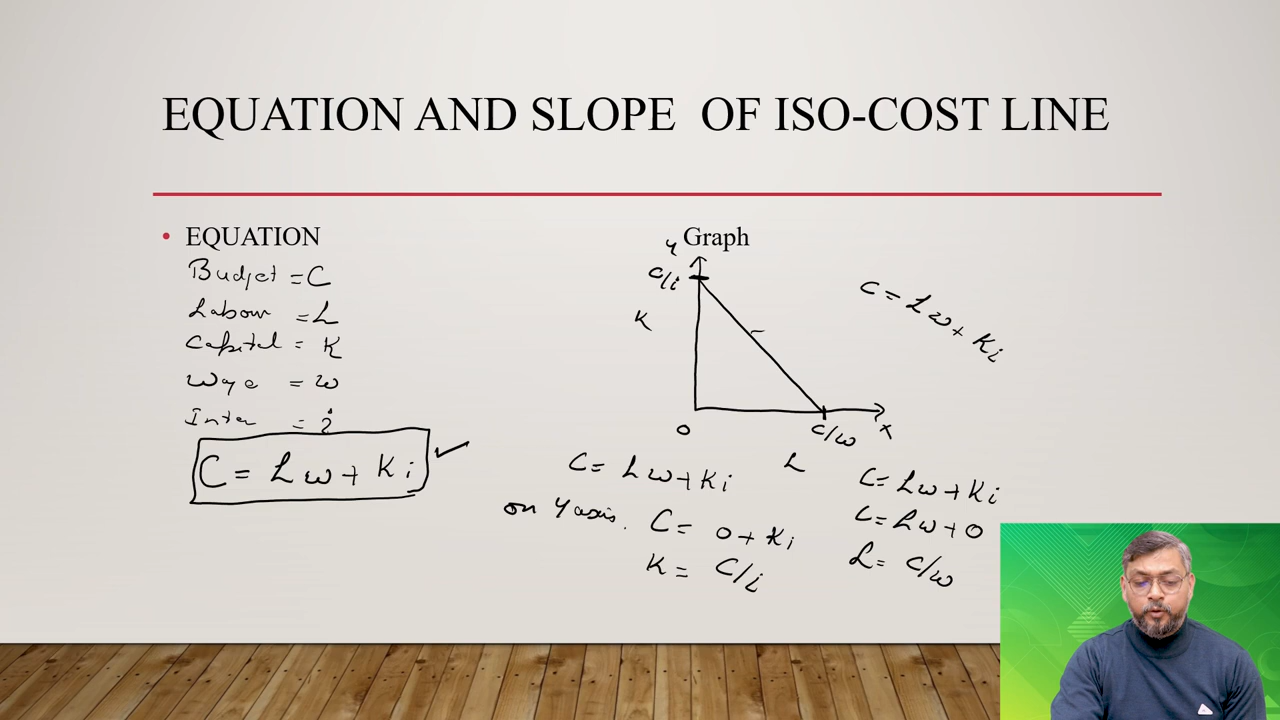 EQUATION AND SLOPE OF ISO-COST LINE
• EQUATION
Budget = C
Labour = L
Capital = K
Wage = w
Inter = i
C = Lw + Ki
Graph
y
C/i
K
O
C/w
x
L
C = Lw + Ki
C = Lw + Ki
on Y axis. C = 0 + Ki
K = C/i
C = Lw + Ki
C = Lw + 0
L = C/w